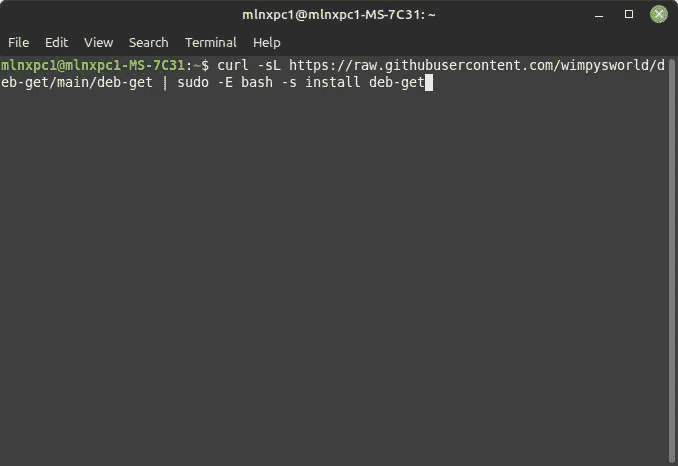 mlnxpc1@mlnxpc1-MS-7C31: ~
File Edit View Search Terminal Help
mlnxpc1@mlnxpc1-MS-7C31:~$ curl -sL https://raw.githubusercontent.com/wimpysworld/d
eb-get/main/deb-get | sudo -E bash -s install deb-get